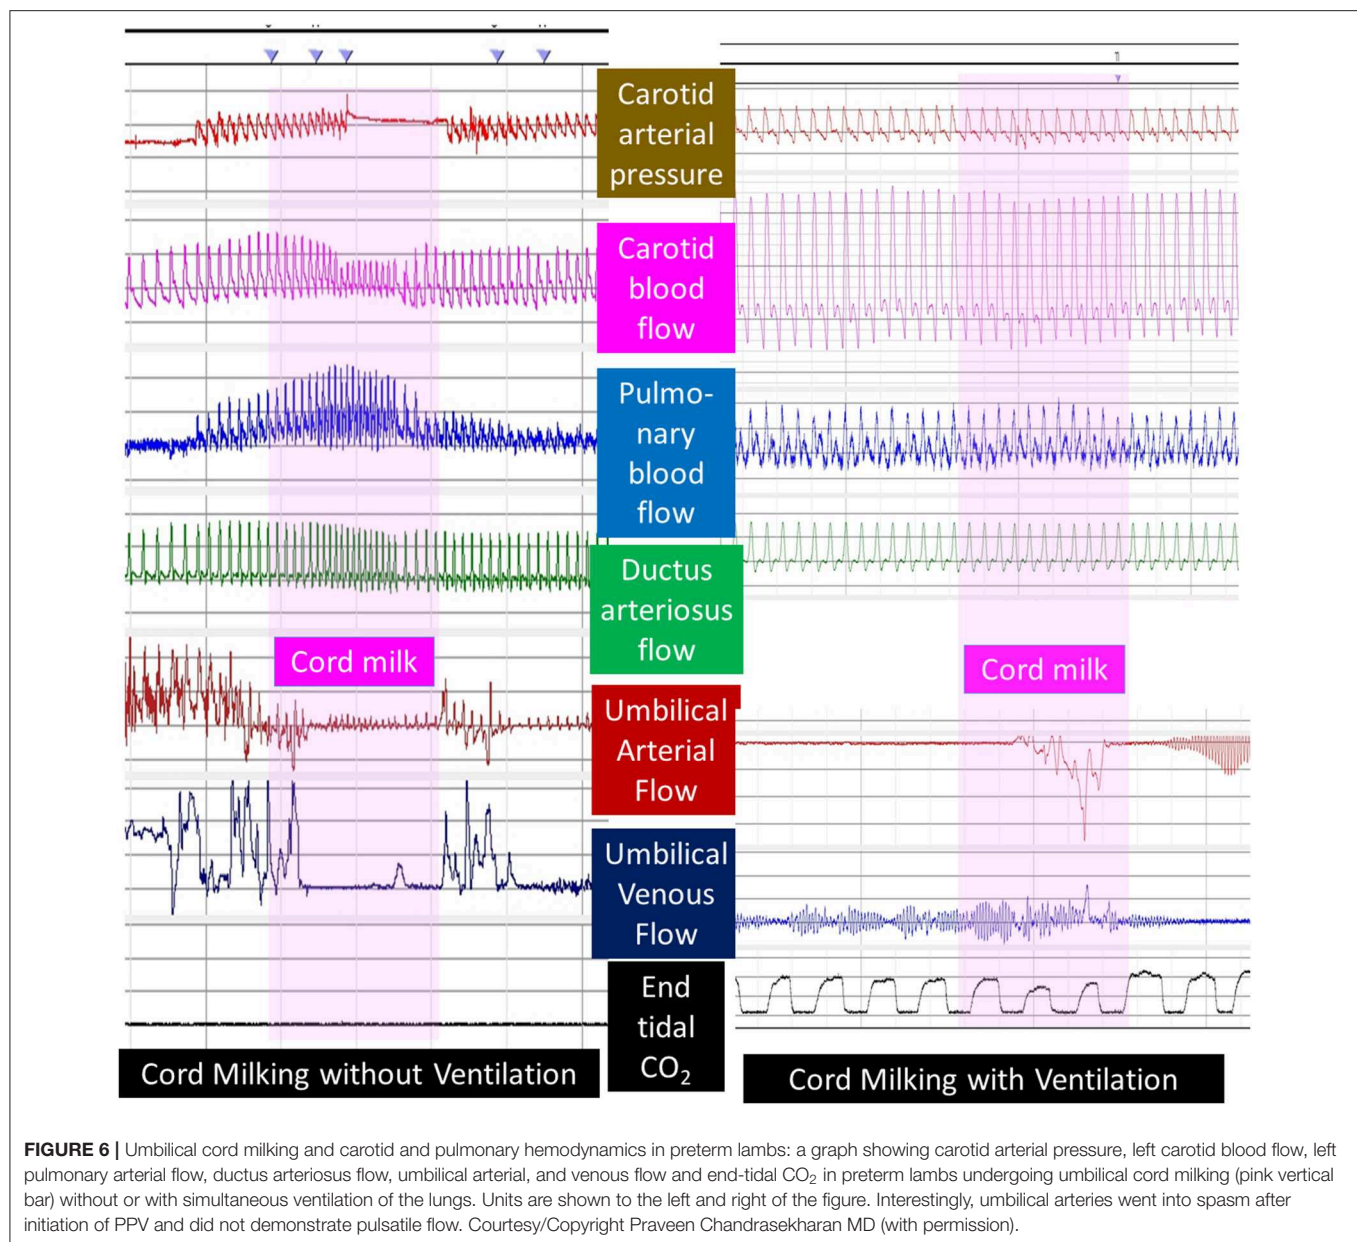 Carotid
arterial
pressure
Carotid
blood
flow
Pulmo-
nary
blood
flow
Ductus
arteriosus
flow
Cord milk
Cord milk
Umbilical
Arterial
Flow
Umbilical
Venous
Flow
End
tidal
CO₂
Cord Milking without Ventilation
Cord Milking with Ventilation
FIGURE 6 | Umbilical cord milking and carotid and pulmonary hemodynamics in preterm lambs: a graph showing carotid arterial pressure, left carotid blood flow, left
pulmonary arterial flow, ductus arteriosus flow, umbilical arterial, and venous flow and end-tidal CO₂ in preterm lambs undergoing umbilical cord milking (pink vertical
bar) without or with simultaneous ventilation of the lungs. Units are shown to the left and right of the figure. Interestingly, umbilical arteries went into spasm after
initiation of PPV and did not demonstrate pulsatile flow. Courtesy/Copyright Praveen Chandrasekharan MD (with permission).